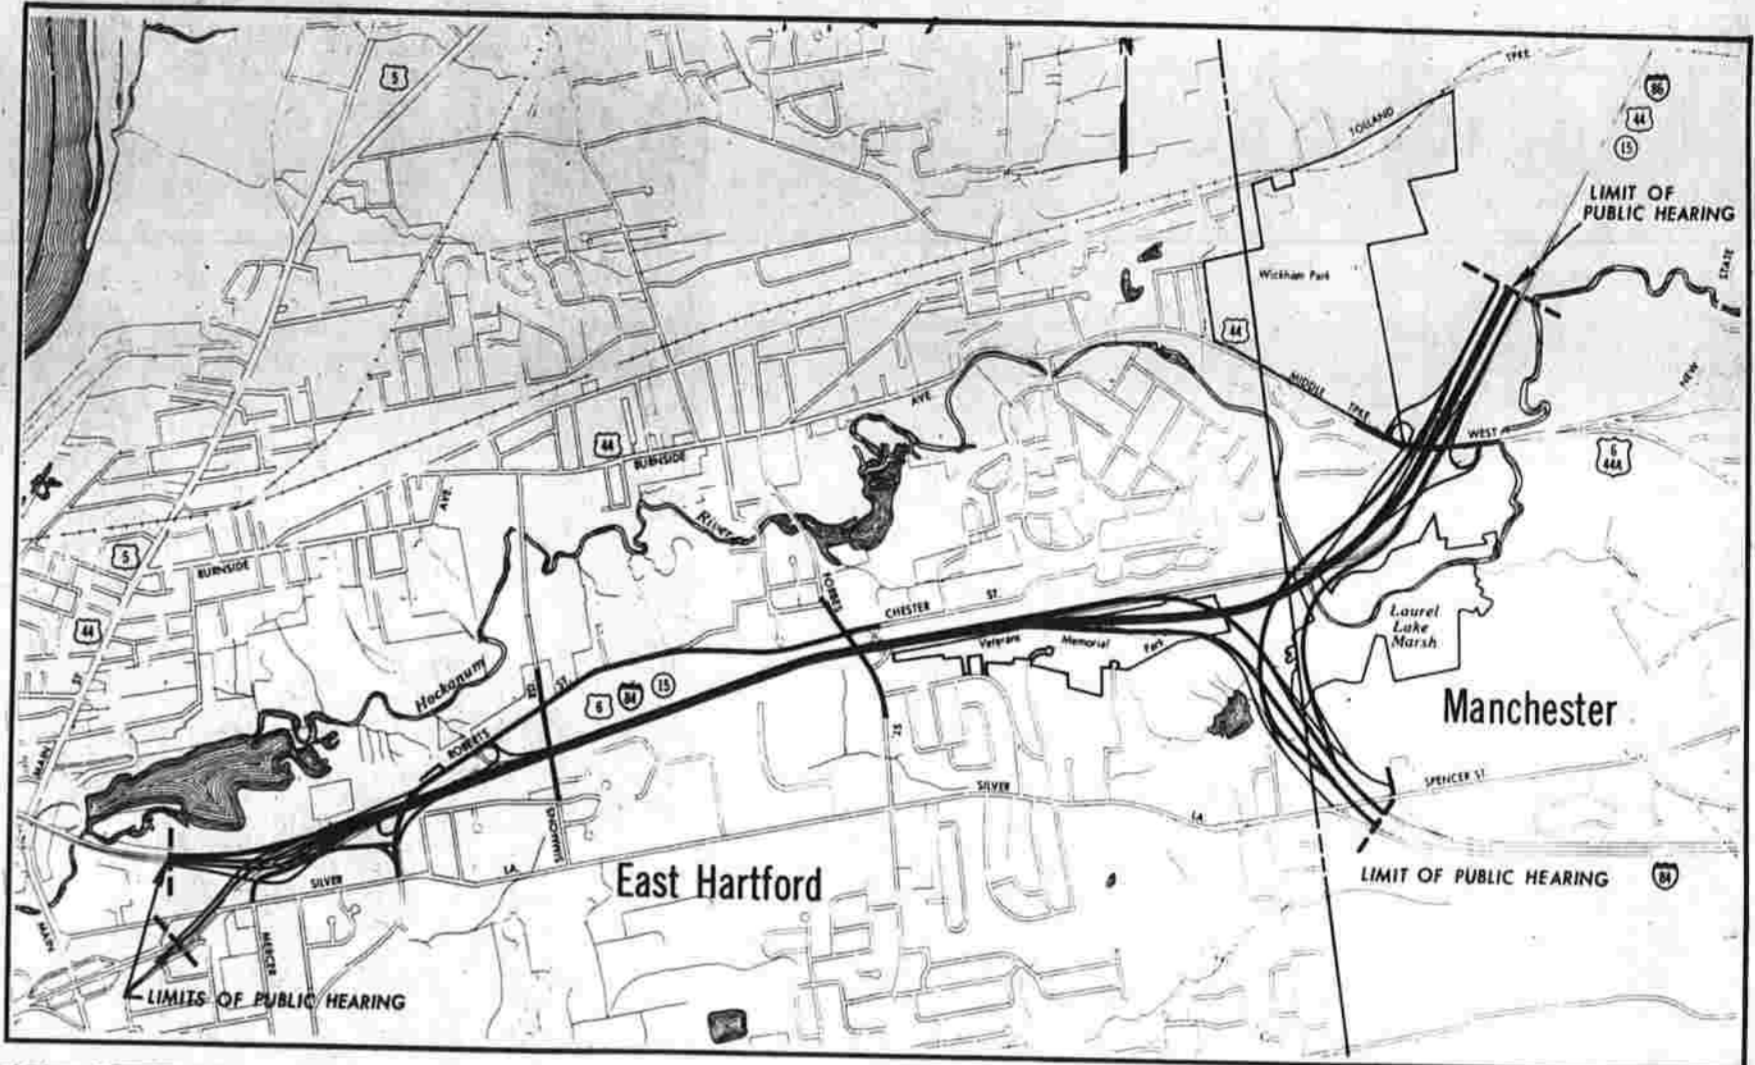 5
TPKE
86
44
15
TOLLAND
LIMIT OF
PUBLIC HEARING
STATE
Wickham Park
44
MIDDLE
TPKE
WEST
NEW
6
44A
AVE
44
BURNSIDE
AVE.
River
5
BURNSIDE
FORBES
CHESTER ST.
Veterans Memorial Park
Laurel
Lake
Marsh
44
ST.
Hockanum
RD
ST.
6 84 15
Manchester
ROBERTS
ST.
MAIN
SILVER
LA.
SPENCER ST
SIMMONS
East Hartford
SILVER
LA.
LIMIT OF PUBLIC HEARING
84
MAIN
MERCER
LIMITS OF PUBLIC HEARING